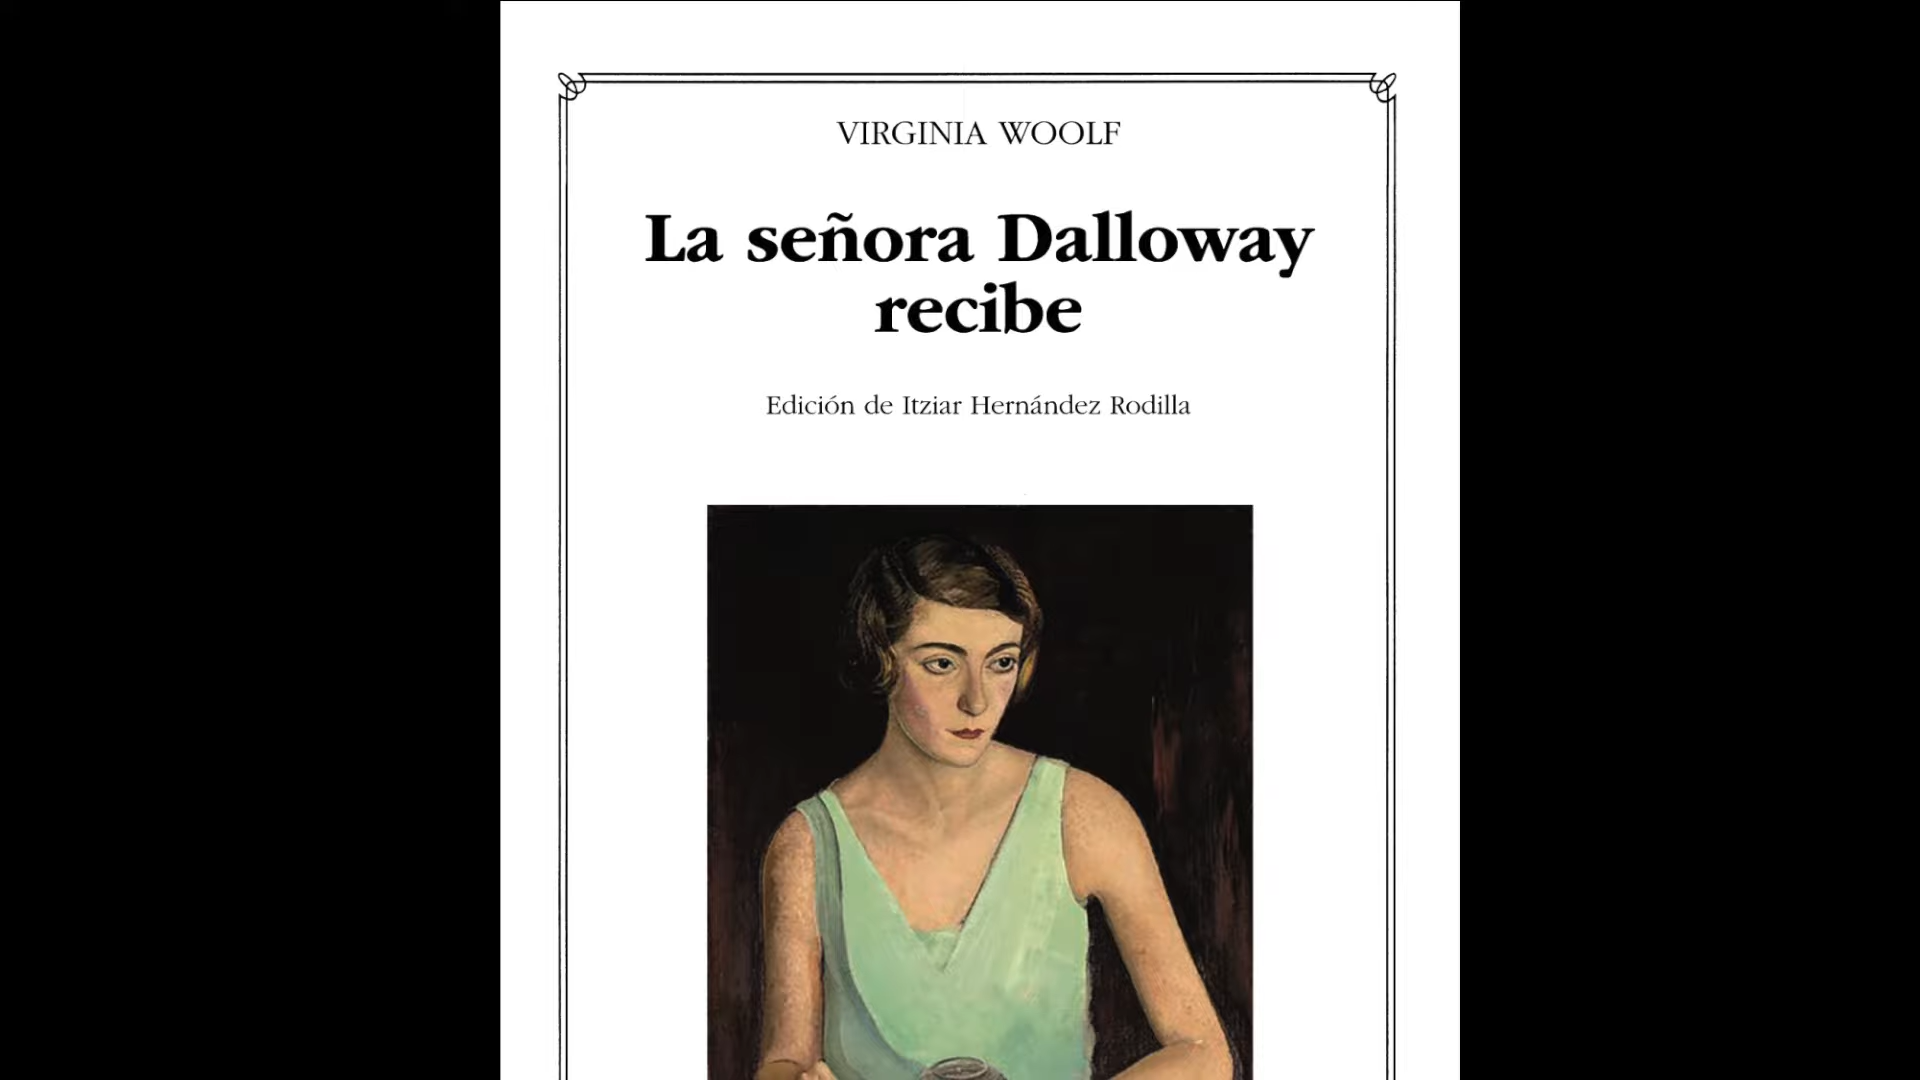 VIRGINIA WOOLF
La señora Dalloway
recibe
Edición de Itziar Hernández Rodilla